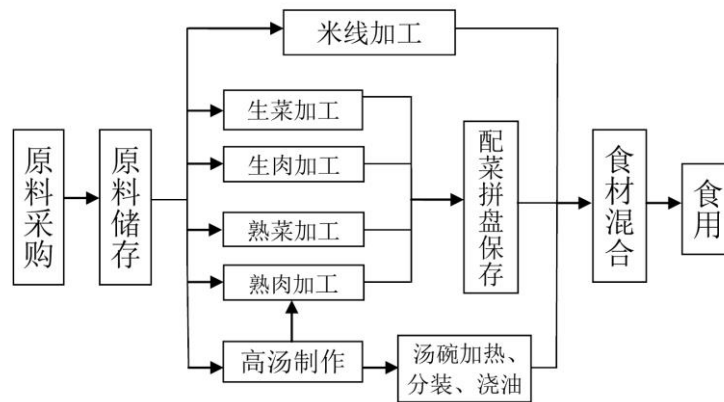 原料采购
原料储存
米线加工
生菜加工
生肉加工
熟菜加工
熟肉加工
高汤制作
配菜拼盘保存
汤碗加热、
分装、浇油
食材混合
食用